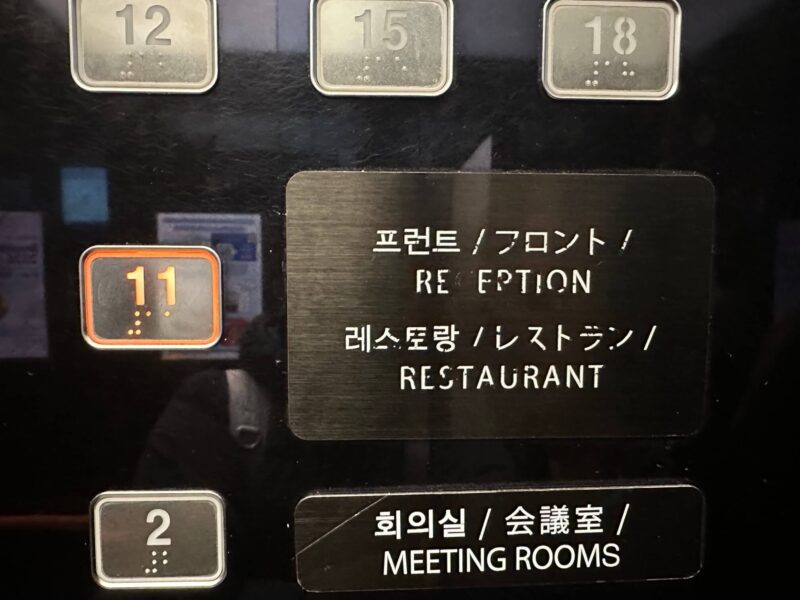 12 15 18
11
프런트 / フロント /
RECEPTION
레스토랑 / レストラン /
RESTAURANT
2
회의실 / 会議室 /
MEETING ROOMS